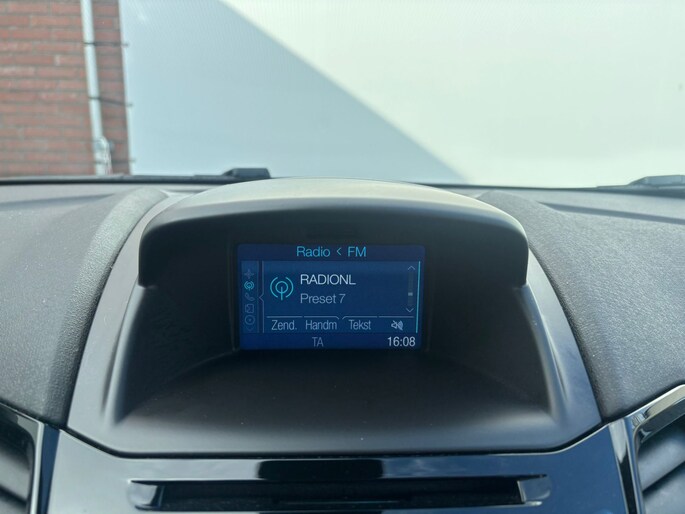 Radio < FM
RADIONL
Preset 7
Zend. Handm Tekst
TA 16:08